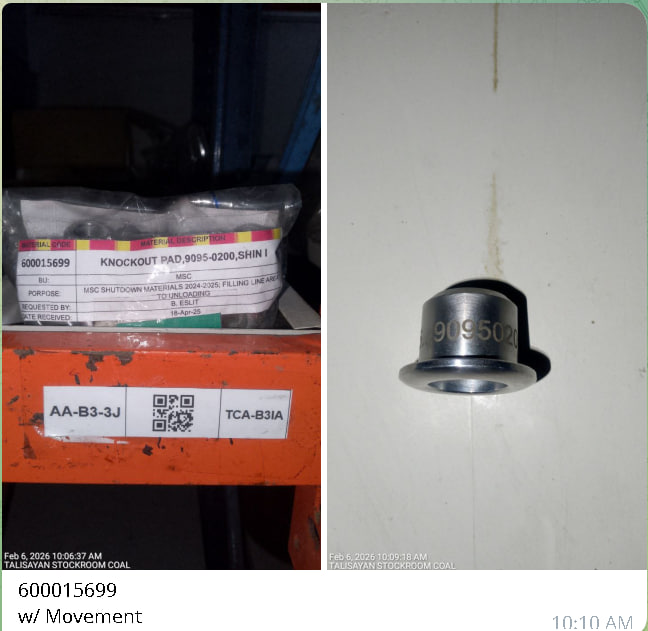 MATERIAL CODE
MATERIAL DESCRIPTION
600015699
KNOCKOUT PAD,9095-0200,SHIN I
BU:
MSC
PORPOSE:
MSC SHUTDOWN MATERIALS 2024-2025; FILLING LINE AREA
TO UNLOADING
REQUESTED BY:
B. ESLIT
DATE RECEIVED:
18-Apr-25
AA-B3-3J
TCA-B3IA
Feb 6, 2026 10:06:37 AM
TALISAYAN STOCKROOM COAL
909502
Feb 6, 2026 10:09:18 AM
TALISAYAN STOCKROOM COAL
600015699
w/ Movement
10:10 AM